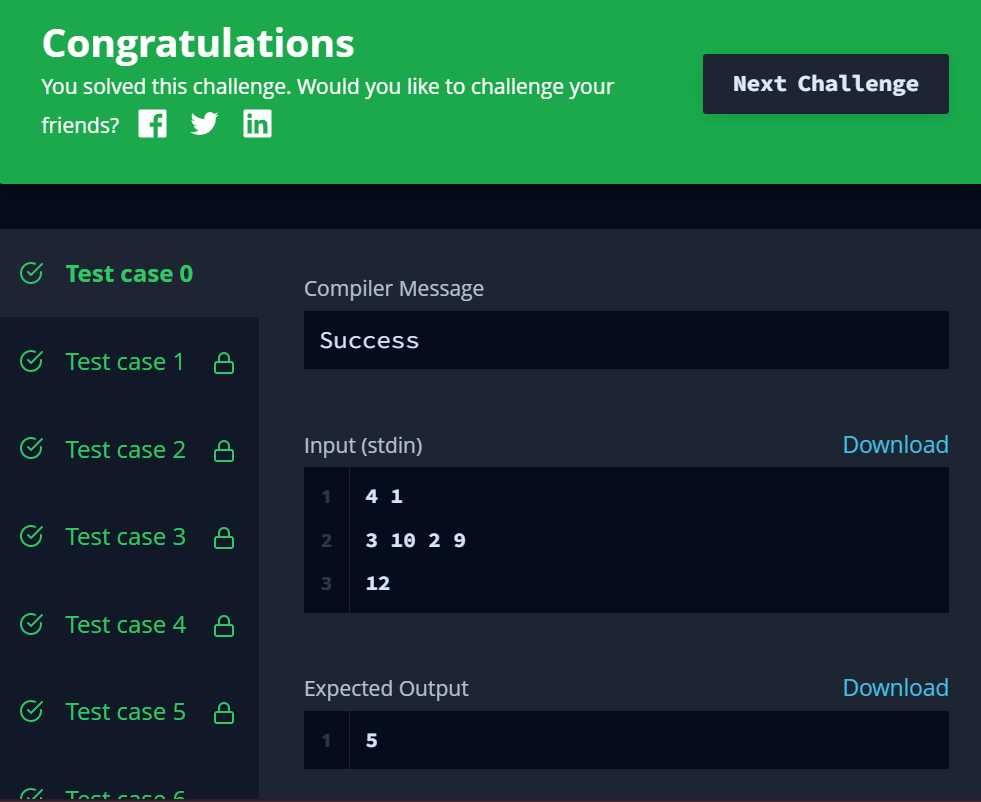 Congratulations
You solved this challenge. Would you like to challenge your
friends?
Next Challenge
Test case 0
Test case 1
Test case 2
Test case 3
Test case 4
Test case 5
Test case 6
Compiler Message
Success
Input (stdin)
Download
1 4 1
2 3 10 2 9
3 12
Expected Output
Download
1 5